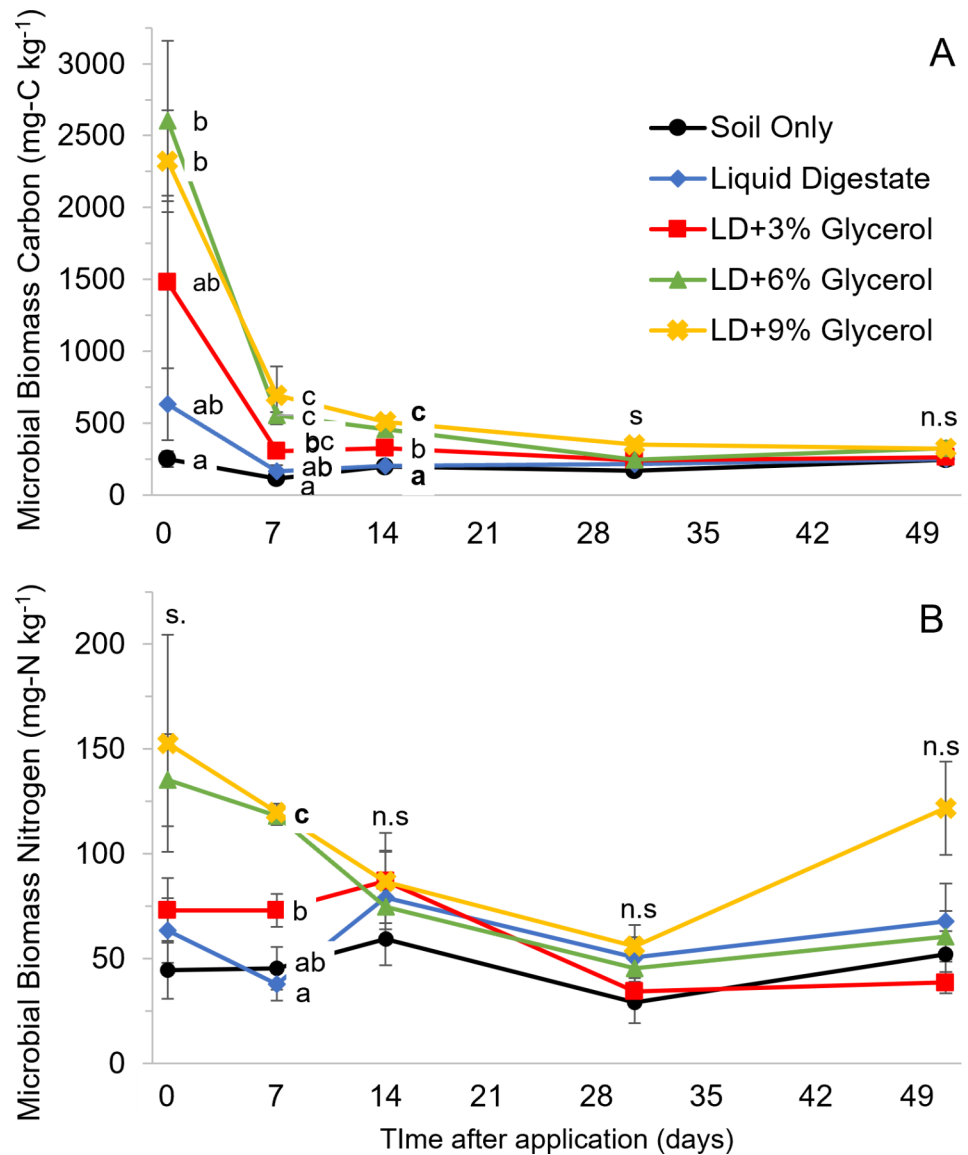 A
Microbial Biomass Carbon (mg-C kg-1)
3000
2500
2000
1500
1000
500
0
b
b
ab
ab
a
c
c
bc
b
ab
a
c
b
a
s
n.s
Soil Only
Liquid Digestate
LD+3% Glycerol
LD+6% Glycerol
LD+9% Glycerol
0 7 14 21 28 35 42 49
B
Microbial Biomass Nitrogen (mg-N kg-1)
200
150
100
50
0
s.
c
b
ab
a
n.s
n.s
n.s
0 7 14 21 28 35 42 49
TIme after application (days)